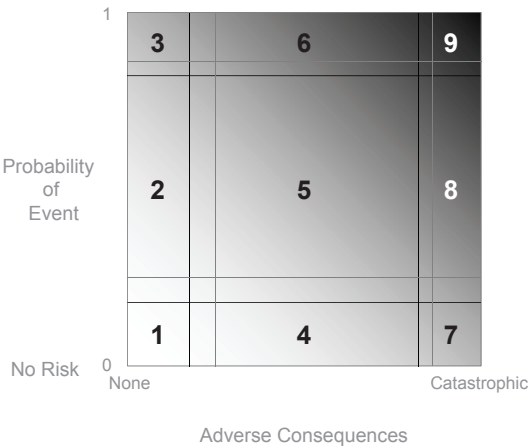 1
3 6 9
Probability
of
Event
2 5 8
1 4 7
No Risk 0
None Catastrophic
Adverse Consequences